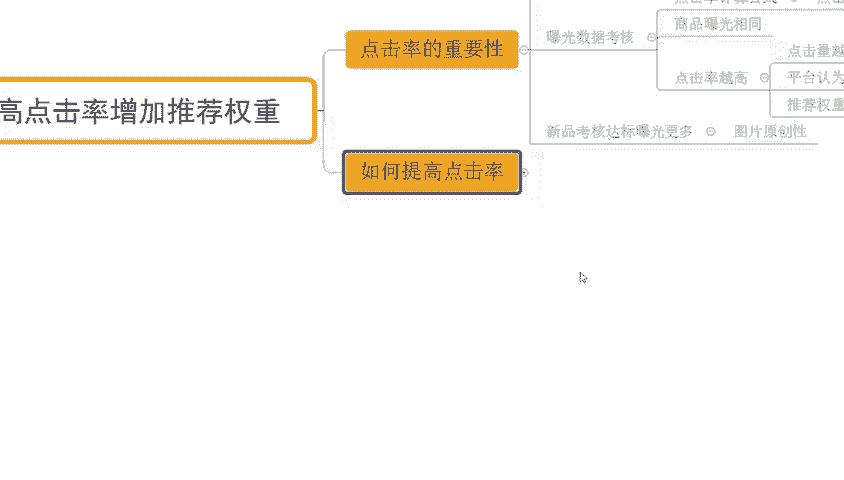 点击率的重要性
曝光数据考核
商品曝光相同
点击率越高
点击量越
平台认为
推荐权重
新品考核达标曝光更多
图片原创性
高点击率增加推荐权重
如何提高点击率